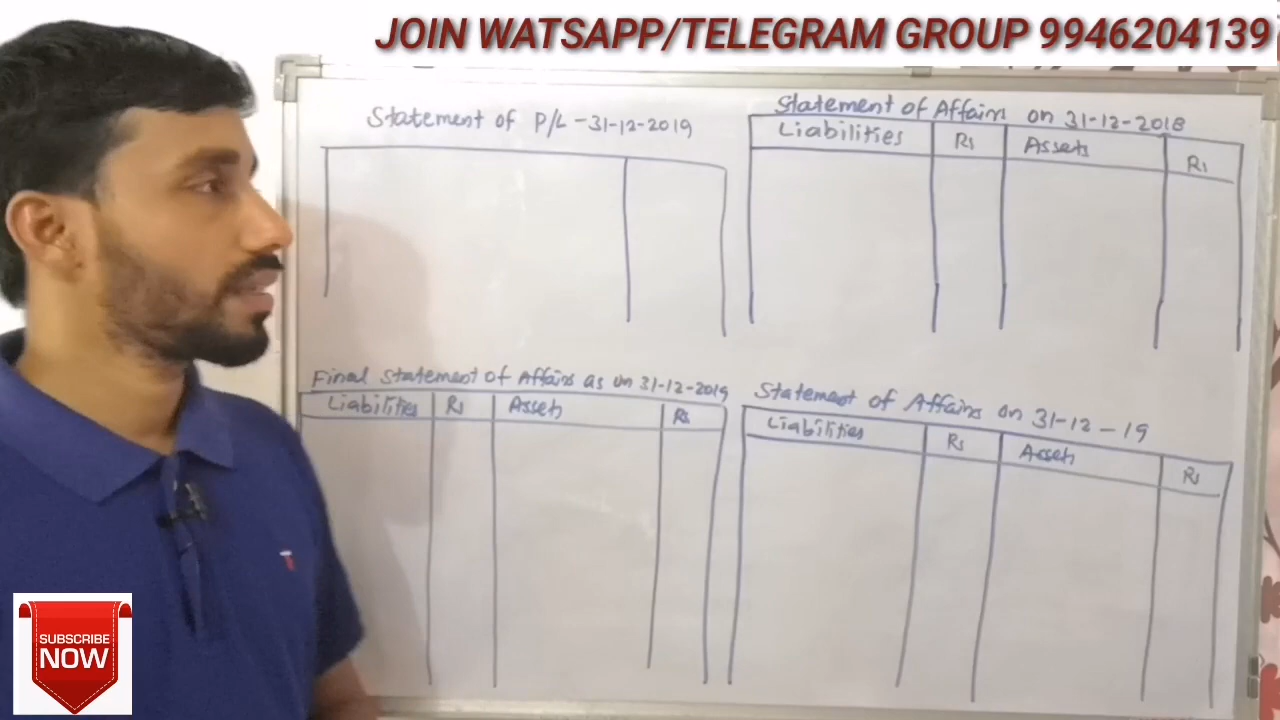 JOIN WATSAPP/TELEGRAM GROUP 9946204139
Statement of P/L - 31-12-2019
Statement of Affairs on 31-12-2018
Liabilities Rs Assets Rs
Final Statement of Affairs as on 31-12-2019
Liabilities Rs Assets Rs
Statement of Affairs on 31-12-19
Liabilities Rs Assets Rs
SUBSCRIBE
NOW